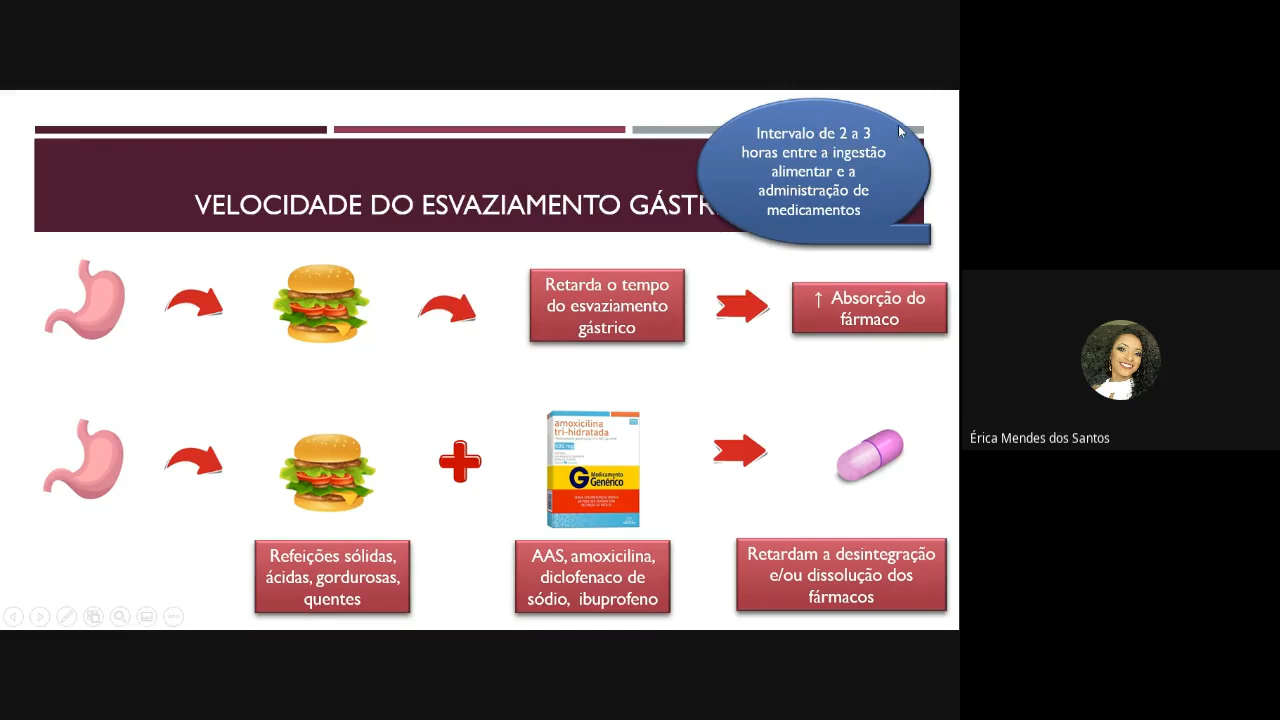 Intervalo de 2 a 3
horas entre a ingestão
alimentar e a
administração de
medicamentos
VELOCIDADE DO ESVAZIAMENTO GÁSTR
Retarda o tempo
do esvaziamento
gástrico
↑ Absorção do
fármaco
amoxicilina
tri-hidratada
Medicamento
G Genérico
Refeições sólidas,
ácidas, gordurosas,
quentes
AAS, amoxicilina,
diclofenaco de
sódio, ibuprofeno
Retardam a desintegração
e/ou dissolução dos
fármacos
Érica Mendes dos Santos